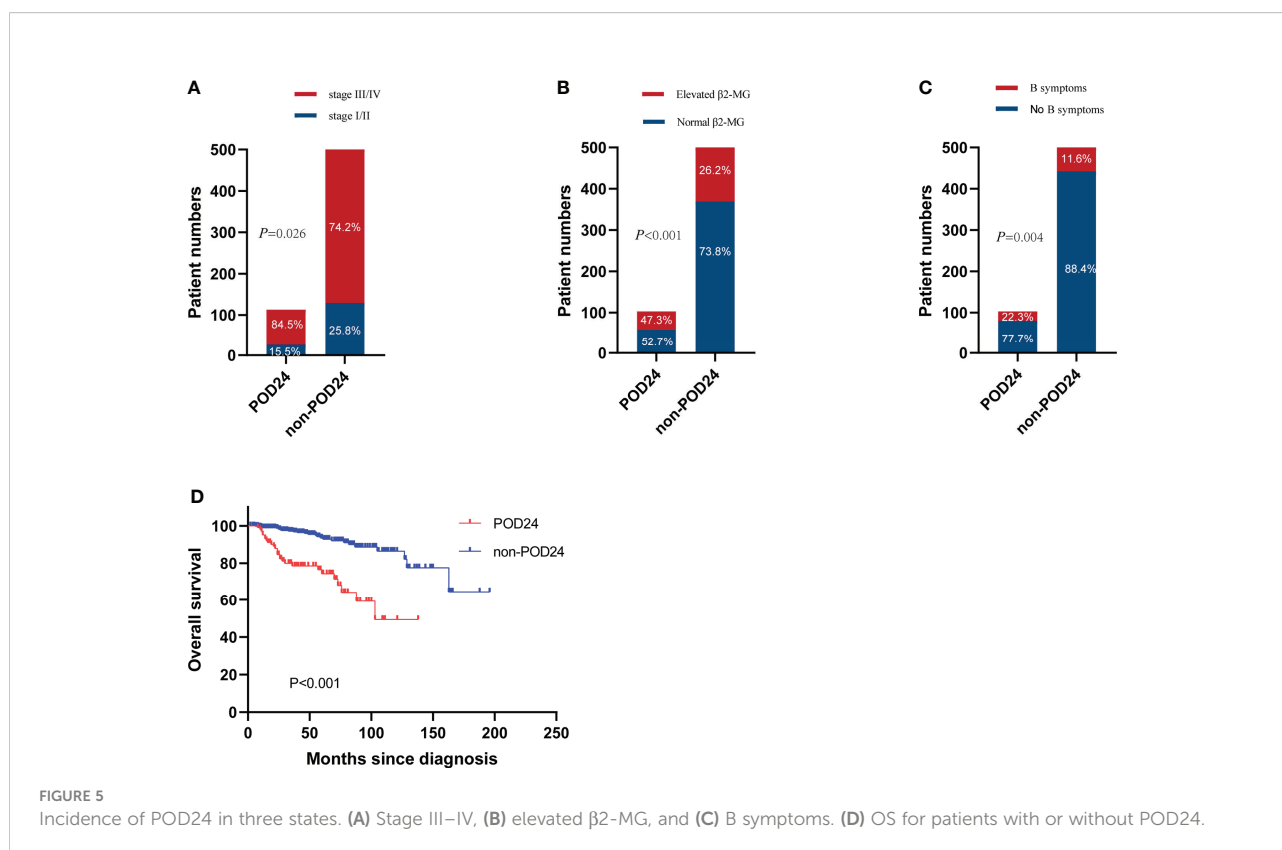 A
stage III/IV
stage I/II
Patient numbers
500
400
300
200
100
0
P=0.026
84.5%
15.5%
74.2%
25.8%
POD24
non-POD24
B
Elevated β2-MG
Normal β2-MG
Patient numbers
500
400
300
200
100
0
P<0.001
47.3%
52.7%
26.2%
73.8%
POD24
non-POD24
C
B symptoms
No B symptoms
Patient numbers
500
400
300
200
100
0
P=0.004
22.3%
77.7%
11.6%
88.4%
POD24
non-POD24
D
POD24
non-POD24
Overall survival
100
80
60
40
20
0
P<0.001
0 50 100 150 200 250
Months since diagnosis
FIGURE 5
Incidence of POD24 in three states. (A) Stage III–IV, (B) elevated β2-MG, and (C) B symptoms. (D) OS for patients with or without POD24.